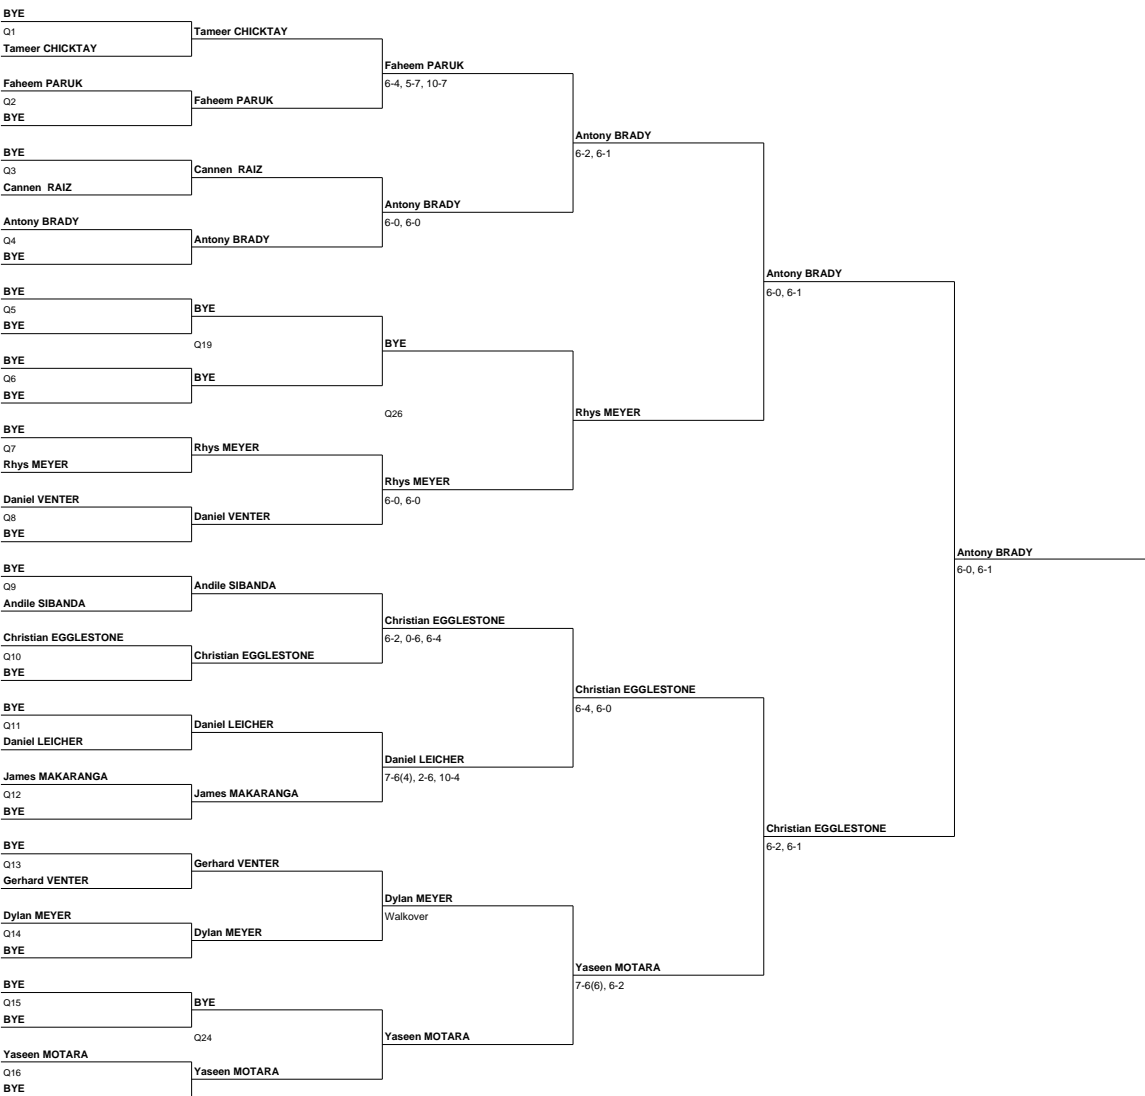 BYE
Q1
Tameer CHICKTAY
Faheem PARUK
Q2
BYE
BYE
Q3
Cannen  RAIZ
Antony BRADY
Q4
BYE
BYE
Q5
BYE
BYE
Q6
BYE
BYE
Q7
Rhys MEYER
Daniel VENTER
Q8
BYE
BYE
Q9
Andile SIBANDA
Christian EGGLESTONE
Q10
BYE
BYE
Q11
Daniel LEICHER
James MAKARANGA
Q12
BYE
BYE
Q13
Gerhard VENTER
Dylan MEYER
Q14
BYE
BYE
Q15
BYE
Yaseen MOTARA
Q16
BYE
Tameer CHICKTAY
Faheem PARUK
Cannen  RAIZ
Antony BRADY
BYE
Q19
BYE
Rhys MEYER
Daniel VENTER
Andile SIBANDA
Christian EGGLESTONE
Daniel LEICHER
James MAKARANGA
Gerhard VENTER
Dylan MEYER
BYE
Q24
Yaseen MOTARA
Faheem PARUK
6-4, 5-7, 10-7
Antony BRADY
6-0, 6-0
BYE
Q26
Rhys MEYER
6-0, 6-0
Christian EGGLESTONE
6-2, 0-6, 6-4
Daniel LEICHER
7-6(4), 2-6, 10-4
Dylan MEYER
Walkover
Yaseen MOTARA
Antony BRADY
6-2, 6-1
Rhys MEYER
Christian EGGLESTONE
6-4, 6-0
Yaseen MOTARA
7-6(6), 6-2
Antony BRADY
6-0, 6-1
Christian EGGLESTONE
6-2, 6-1
Antony BRADY
6-0, 6-1